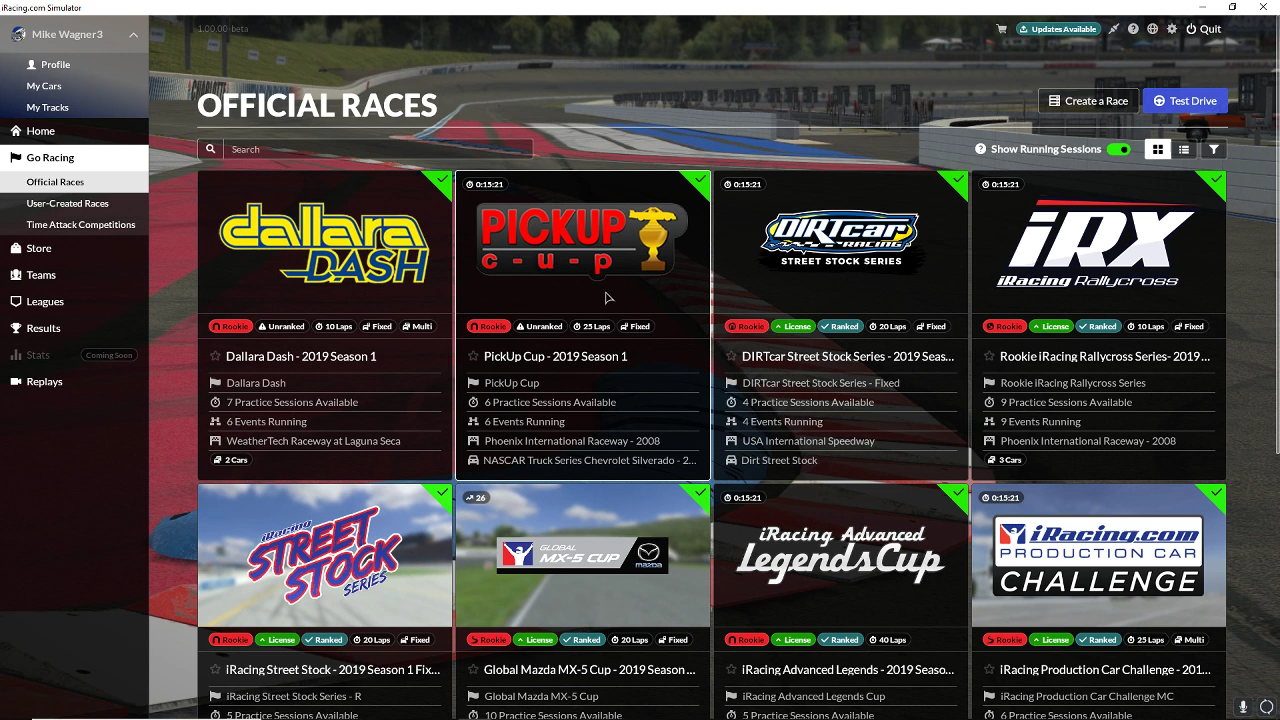 iRacing.com Simulator
Mike Wagner3
1.00.00 beta
Updates Available
Quit
Profile
My Cars
My Tracks
Home
Go Racing
Official Races
User-Created Races
Time Attack Competitions
Store
Teams
Leagues
Results
Stats
Coming Soon
Replays
OFFICIAL RACES
Create a Race
Test Drive
Search
Show Running Sessions
dallara
DASH
Rookie Unranked 10 Laps Fixed Multi
Dallara Dash - 2019 Season 1
Dallara Dash
7 Practice Sessions Available
6 Events Running
WeatherTech Raceway at Laguna Seca
2 Cars
0:15:21
PICKUP
c-u-p
Rookie Unranked 25 Laps Fixed
PickUp Cup - 2019 Season 1
PickUp Cup
6 Practice Sessions Available
6 Events Running
Phoenix International Raceway - 2008
NASCAR Truck Series Chevrolet Silverado - 2...
0:15:21
DIRTcar
RACING
STREET STOCK SERIES
Rookie License Ranked 20 Laps Fixed
DIRTcar Street Stock Series - 2019 Seas...
DIRTcar Street Stock Series - Fixed
4 Practice Sessions Available
4 Events Running
USA International Speedway
Dirt Street Stock
0:15:21
iRX
iRacing Rallycross
Rookie License Ranked 10 Laps Fixed
Rookie iRacing Rallycross Series- 2019 ...
Rookie iRacing Rallycross Series
9 Practice Sessions Available
9 Events Running
Phoenix International Raceway - 2008
3 Cars
iRacing
STREET
STOCK
SERIES
Rookie License Ranked 20 Laps Fixed
iRacing Street Stock - 2019 Season 1 Fix...
iRacing Street Stock Series - R
5 Practice Sessions Available
26
GLOBAL
MX-5 CUP
mazda
Rookie License Ranked 20 Laps Fixed
Global Mazda MX-5 Cup - 2019 Season ...
Global Mazda MX-5 Cup
10 Practice Sessions Available
0:15:21
iRacing Advanced
LegendsCup
Rookie License Ranked 40 Laps
iRacing Advanced Legends - 2019 Seaso...
iRacing Advanced Legends Cup
5 Practice Sessions Available
0:15:21
iRacing.com
PRODUCTION CAR
CHALLENGE
Rookie License Ranked 25 Laps Multi
iRacing Production Car Challenge - 201...
iRacing Production Car Challenge MC
6 Practice Sessions Available